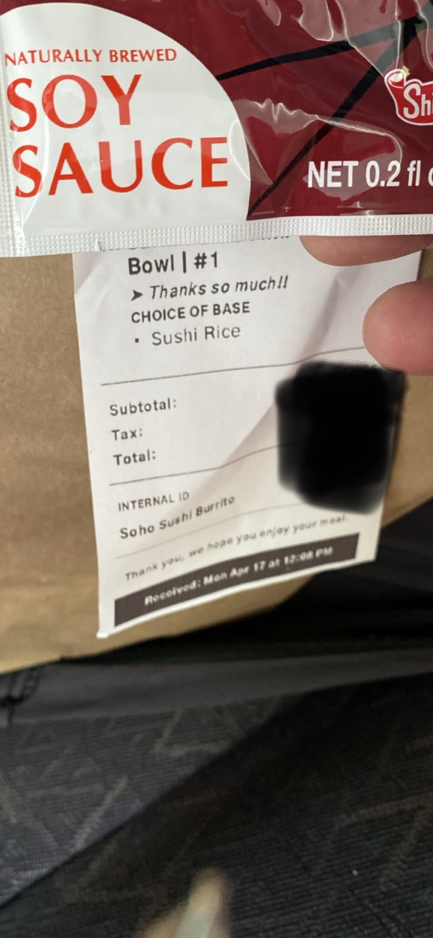 NATURALLY BREWED
SOY
SAUCE
NET 0.2 fl
Bowl | #1
➤ Thanks so much!!
CHOICE OF BASE
• Sushi Rice
Subtotal:
Tax:
Total:
INTERNAL ID
Soho Sushi Burrito
Thank you, we hope you enjoy your meal.
Received: Mon Apr 17 at 12:08 PM